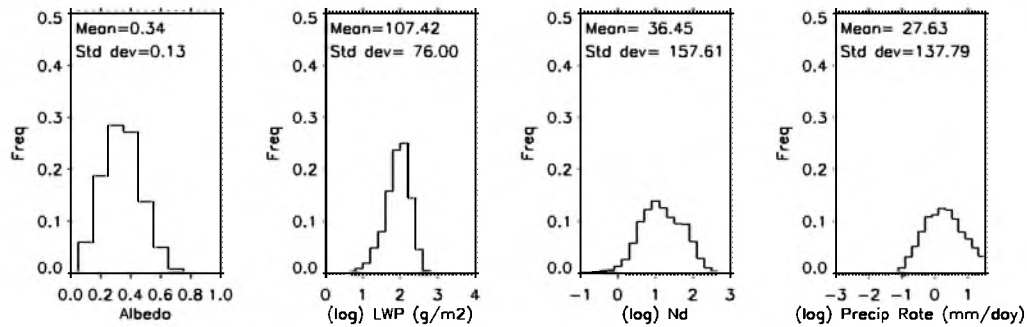 Mean=0.34
Std dev=0.13
0.5
0.4
0.3
0.2
0.1
0.0
Freq
0.0 0.2 0.4 0.6 0.8 1.0
Albedo
Mean=107.42
Std dev= 76.00
0.5
0.4
0.3
0.2
0.1
0.0
Freq
0 1 2 3 4
(log) LWP (g/m2)
Mean= 36.45
Std dev= 157.61
0.5
0.4
0.3
0.2
0.1
0.0
Freq
-1 0 1 2 3
(log) Nd
Mean= 27.63
Std dev=137.79
0.5
0.4
0.3
0.2
0.1
0.0
Freq
-3 -2 -1 0 1
(log) Precip Rate (mm/day)